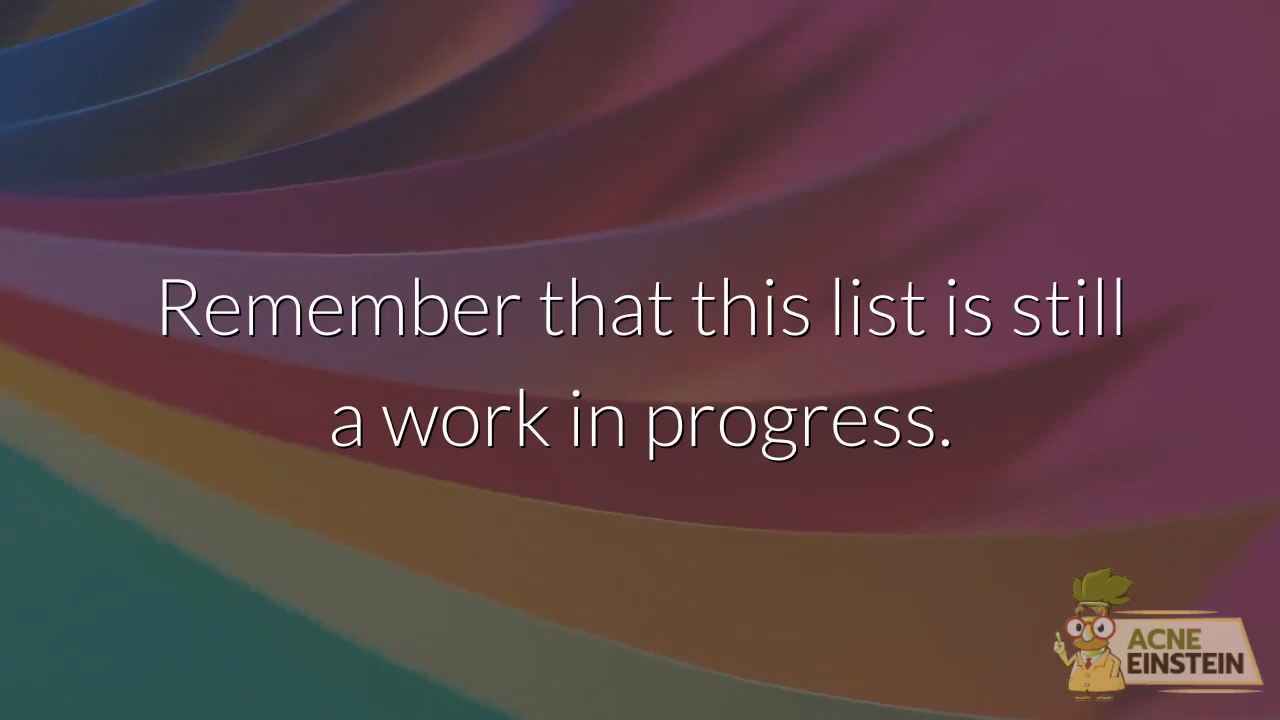 Remember that this list is still
a work in progress.
ACNE
EINSTEIN